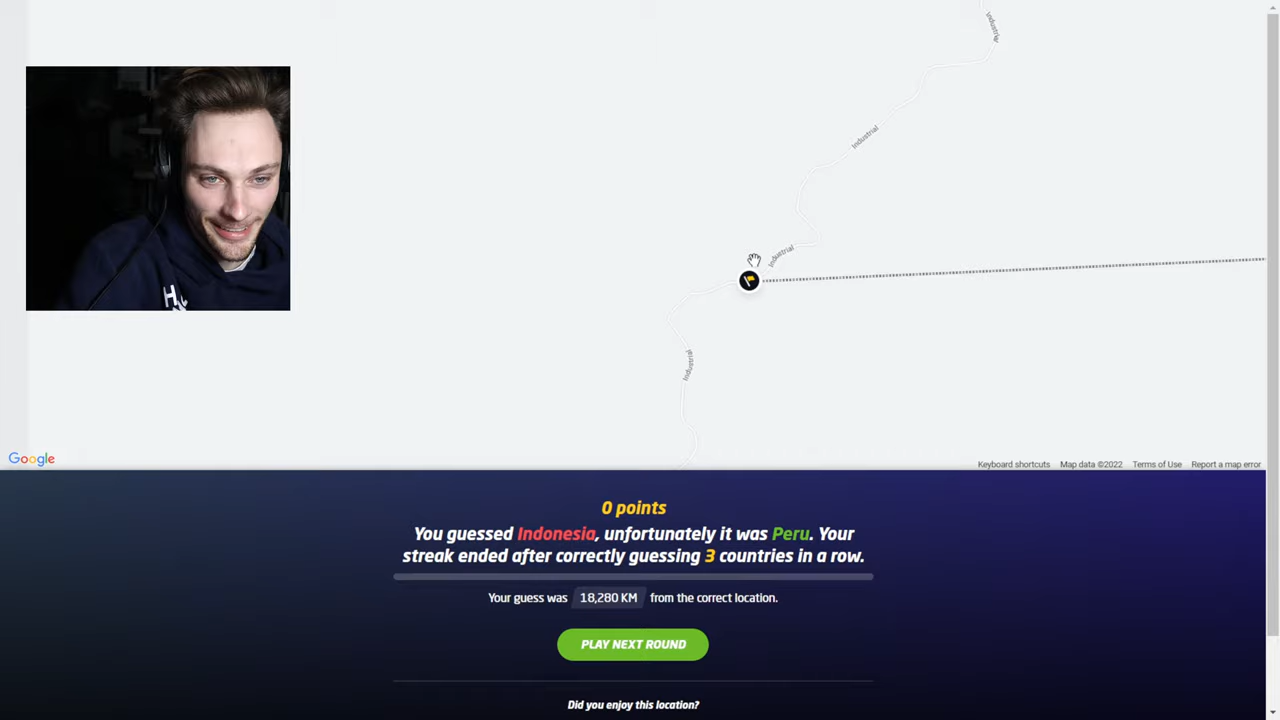 Industrial
Industrial
Industrial
Industrial
H
Google
Keyboard shortcuts
Map data ©2022
Terms of Use
Report a map error
0 points
You guessed Indonesia, unfortunately it was Peru. Your
streak ended after correctly guessing 3 countries in a row.
Your guess was 18,280 KM from the correct location.
PLAY NEXT ROUND
Did you enjoy this location?